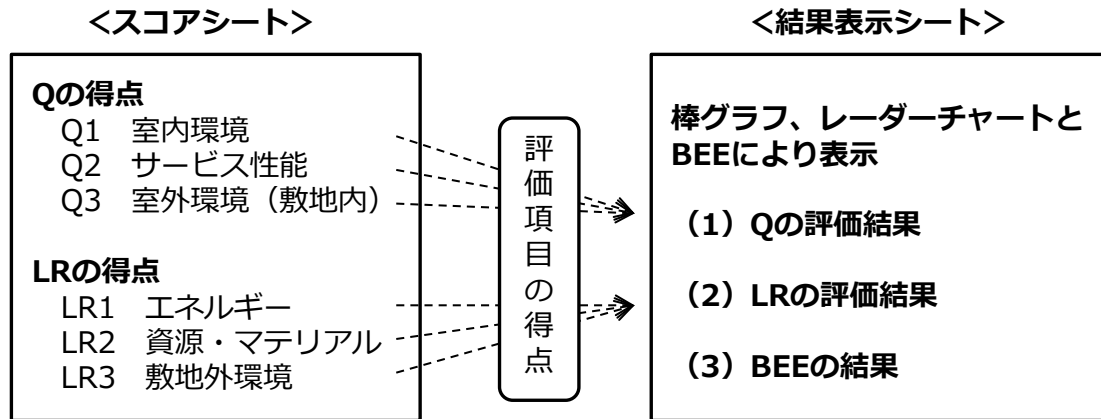 <スコアシート>
Qの得点
Q1 室内環境
Q2 サービス性能
Q3 室外環境（敷地内）
LRの得点
LR1 エネルギー
LR2 資源・マテリアル
LR3 敷地外環境
評価項目の得点
<結果表示シート>
棒グラフ、レーダーチャートと
BEEにより表示
（1）Qの評価結果
（2）LRの評価結果
（3）BEEの結果